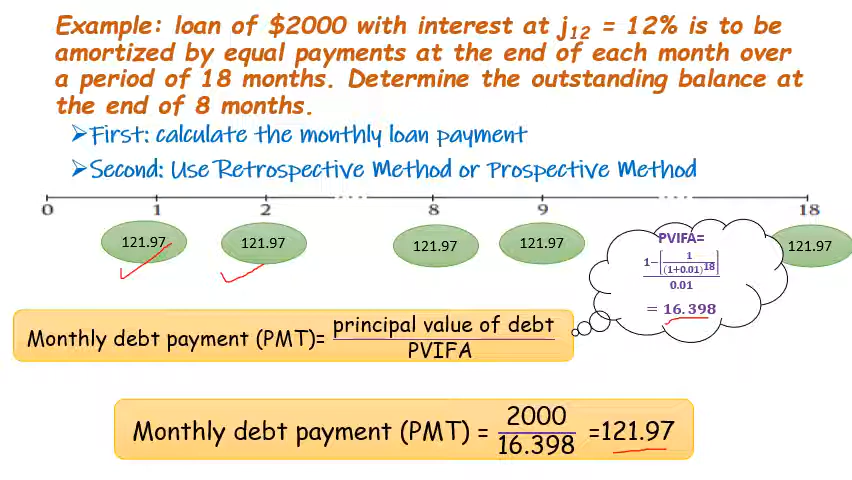 Example: loan of $2000 with interest at j12 = 12% is to be
amortized by equal payments at the end of each month over
a period of 18 months. Determine the outstanding balance at
the end of 8 months.
➢First: calculate the monthly loan payment
➢Second: Use Retrospective Method or Prospective Method
0 1 2 8 9 18
121.97 121.97 121.97 121.97 121.97
PVIFA=
1−[1/(1+0.01)^18]
0.01
= 16.398
Monthly debt payment (PMT)= principal value of debt
PVIFA
Monthly debt payment (PMT) = 2000/16.398 =121.97